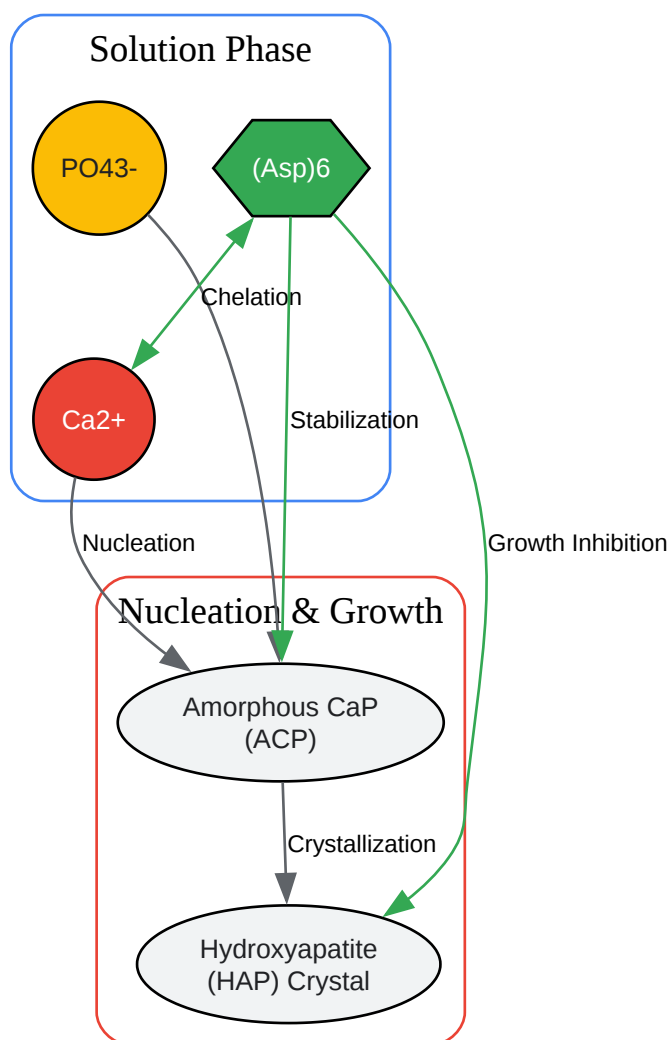 Solution Phase
PO43-
(Asp)6
Chelation
Ca2+
Stabilization
Nucleation
Growth Inhibition
Nucleation & Growth
Amorphous CaP
(ACP)
Crystallization
Hydroxyapatite
(HAP) Crystal